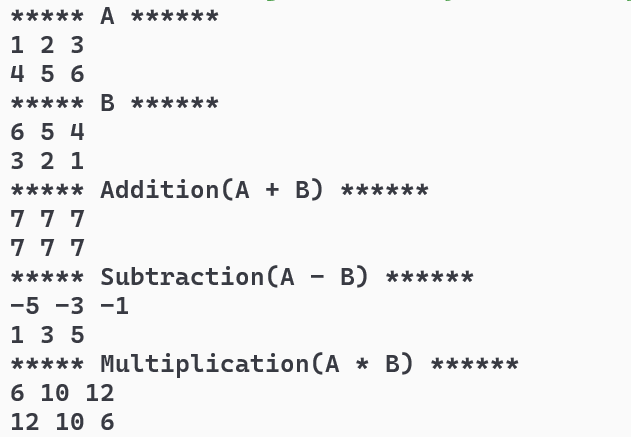 ***** A ******
1 2 3
4 5 6
***** B ******
6 5 4
3 2 1
***** Addition(A + B) ******
7 7 7
7 7 7
***** Subtraction(A - B) ******
-5 -3 -1
1 3 5
***** Multiplication(A * B) ******
6 10 12
12 10 6